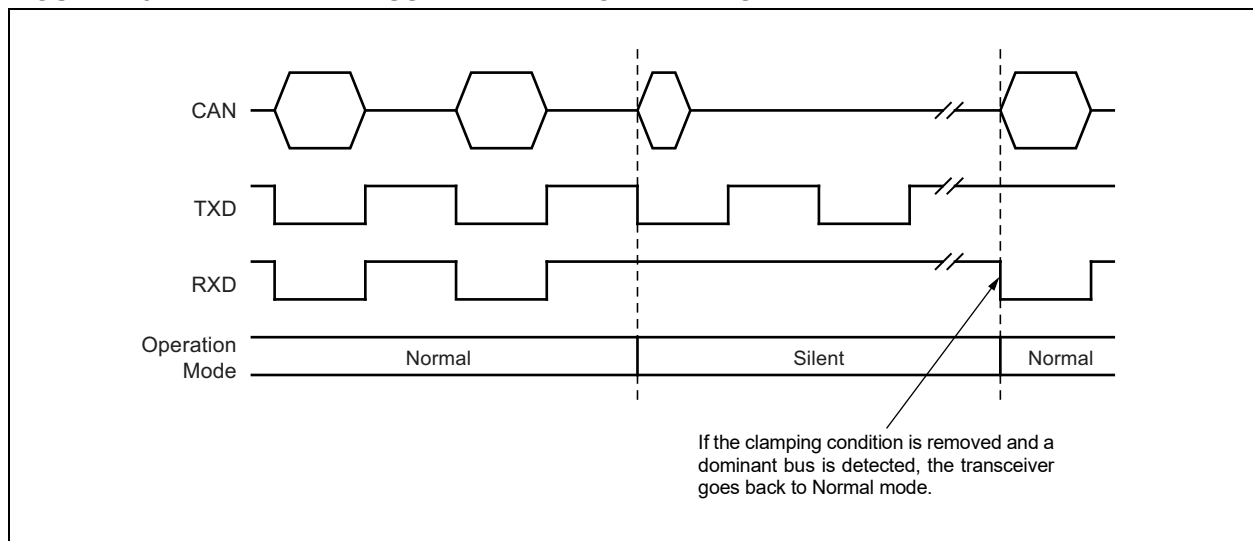 CAN
TXD
RXD
Operation
Mode
Normal
Silent
Normal
If the clamping condition is removed and a
dominant bus is detected, the transceiver
goes back to Normal mode.